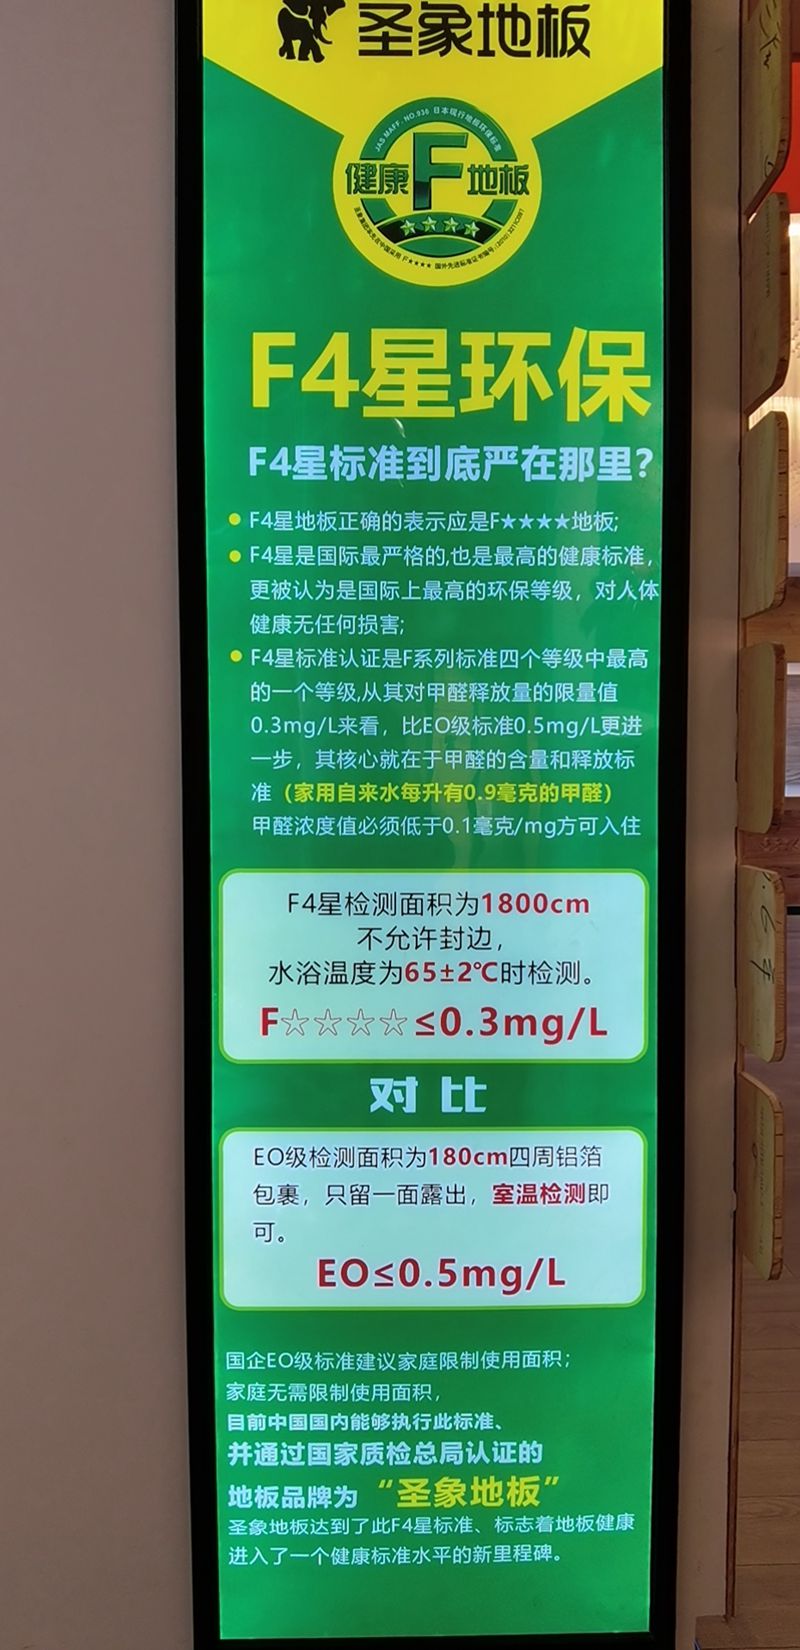 圣象地板
JAS MAFF. NO.936 日本现行地板环保标准
健康F地板
F4星环保
F4星标准到底严在那里?
F4星地板正确的表示应是F★★★★地板;
F4星是国际最严格的,也是最高的健康标准,
更被认为是国际上最高的环保等级，对人体
健康无任何损害;
F4星标准认证是F系列标准四个等级中最高
的一个等级,从其对甲醛释放量的限量值
0.3mg/L来看，比EO级标准0.5mg/L更进
一步，其核心就在于甲醛的含量和释放标
准（家用自来水每升有0.9毫克的甲醛）
甲醛浓度值必须低于0.1毫克/mg方可入住
F4星检测面积为1800cm
不允许封边,
水浴温度为65±2℃时检测。
F☆☆☆☆≤0.3mg/L
对比
EO级检测面积为180cm四周铝箔
包裹，只留一面露出，室温检测即
可。
EO≤0.5mg/L
国企EO级标准建议家庭限制使用面积;
家庭无需限制使用面积,
目前中国国内能够执行此标准、
并通过国家质检总局认证的
地板品牌为“圣象地板”
圣象地板达到了此F4星标准、标志着地板健康
进入了一个健康标准水平的新里程碑。